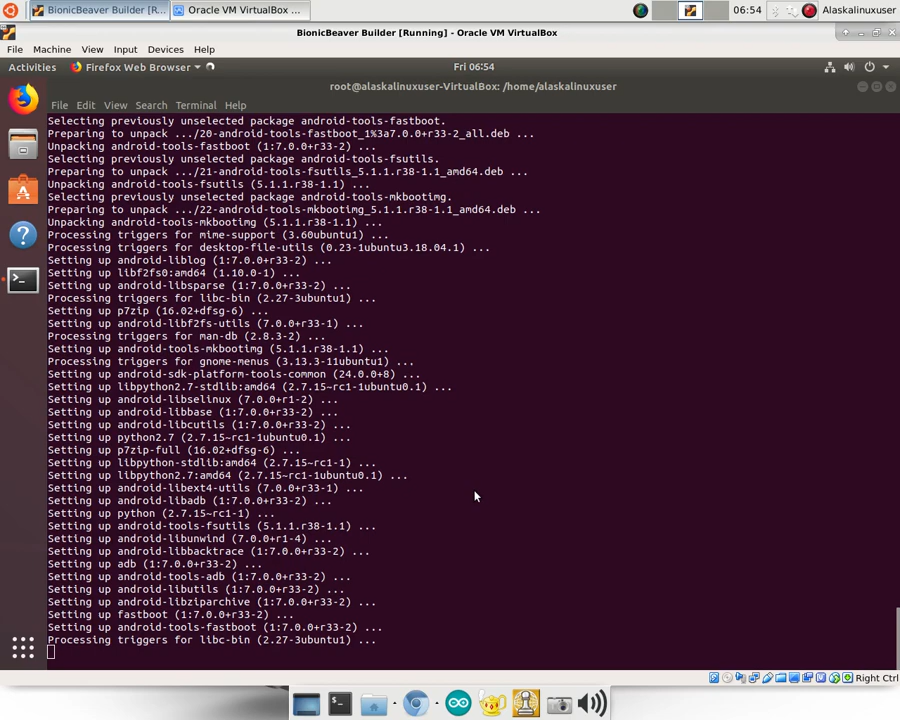 BionicBeaver Builder [R...
Oracle VM VirtualBox ...
06:54
Alaskalinuxuser
BionicBeaver Builder [Running] - Oracle VM VirtualBox
File Machine View Input Devices Help
Activities
Firefox Web Browser
Fri 06:54
root@alaskalinuxuser-VirtualBox: /home/alaskalinuxuser
File Edit View Search Terminal Help
Selecting previously unselected package android-tools-fastboot.
Preparing to unpack .../20-android-tools-fastboot_1%3a7.0.0+r33-2_all.deb ...
Unpacking android-tools-fastboot (1:7.0.0+r33-2) ...
Selecting previously unselected package android-tools-fsutils.
Preparing to unpack .../21-android-tools-fsutils_5.1.1.r38-1.1_amd64.deb ...
Unpacking android-tools-fsutils (5.1.1.r38-1.1) ...
Selecting previously unselected package android-tools-mkbootimg.
Preparing to unpack .../22-android-tools-mkbootimg_5.1.1.r38-1.1_amd64.deb ...
Unpacking android-tools-mkbootimg (5.1.1.r38-1.1) ...
Processing triggers for mime-support (3.60ubuntu1) ...
Processing triggers for desktop-file-utils (0.23-1ubuntu3.18.04.1) ...
Setting up android-liblog (1:7.0.0+r33-2) ...
Setting up libf2fs0:amd64 (1.10.0-1) ...
Setting up android-libsparse (1:7.0.0+r33-2) ...
Processing triggers for libc-bin (2.27-3ubuntu1) ...
Setting up p7zip (16.02+dfsg-6) ...
Setting up android-libf2fs-utils (7.0.0+r33-1) ...
Processing triggers for man-db (2.8.3-2) ...
Setting up android-tools-mkbootimg (5.1.1.r38-1.1) ...
Processing triggers for gnome-menus (3.13.3-11ubuntu1) ...
Setting up android-sdk-platform-tools-common (24.0.0+8) ...
Setting up libpython2.7-stdlib:amd64 (2.7.15~rc1-1ubuntu0.1) ...
Setting up android-libselinux (7.0.0+r1-2) ...
Setting up android-libbase (1:7.0.0+r33-2) ...
Setting up android-libcutils (1:7.0.0+r33-2) ...
Setting up python2.7 (2.7.15~rc1-1ubuntu0.1) ...
Setting up p7zip-full (16.02+dfsg-6) ...
Setting up libpython-stdlib:amd64 (2.7.15~rc1-1) ...
Setting up libpython2.7:amd64 (2.7.15~rc1-1ubuntu0.1) ...
Setting up android-libext4-utils (7.0.0+r33-1) ...
Setting up android-libadb (1:7.0.0+r33-2) ...
Setting up python (2.7.15~rc1-1) ...
Setting up android-tools-fsutils (5.1.1.r38-1.1) ...
Setting up android-libunwind (7.0.0+r1-4) ...
Setting up android-libbacktrace (1:7.0.0+r33-2) ...
Setting up adb (1:7.0.0+r33-2) ...
Setting up android-tools-adb (1:7.0.0+r33-2) ...
Setting up android-libutils (1:7.0.0+r33-2) ...
Setting up android-libziparchive (1:7.0.0+r33-2) ...
Setting up fastboot (1:7.0.0+r33-2) ...
Setting up android-tools-fastboot (1:7.0.0+r33-2) ...
Processing triggers for libc-bin (2.27-3ubuntu1) ...
Right Ctrl